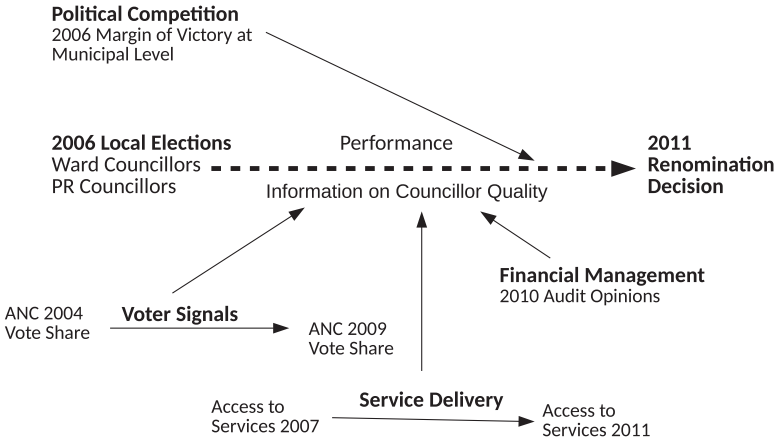 Political Competition
2006 Margin of Victory at
Municipal Level
2006 Local Elections
Ward Councillors
PR Councillors
Performance
Information on Councillor Quality
2011
Renomination
Decision
Financial Management
2010 Audit Opinions
ANC 2004
Vote Share
Voter Signals
ANC 2009
Vote Share
Service Delivery
Access to
Services 2007
Access to
Services 2011